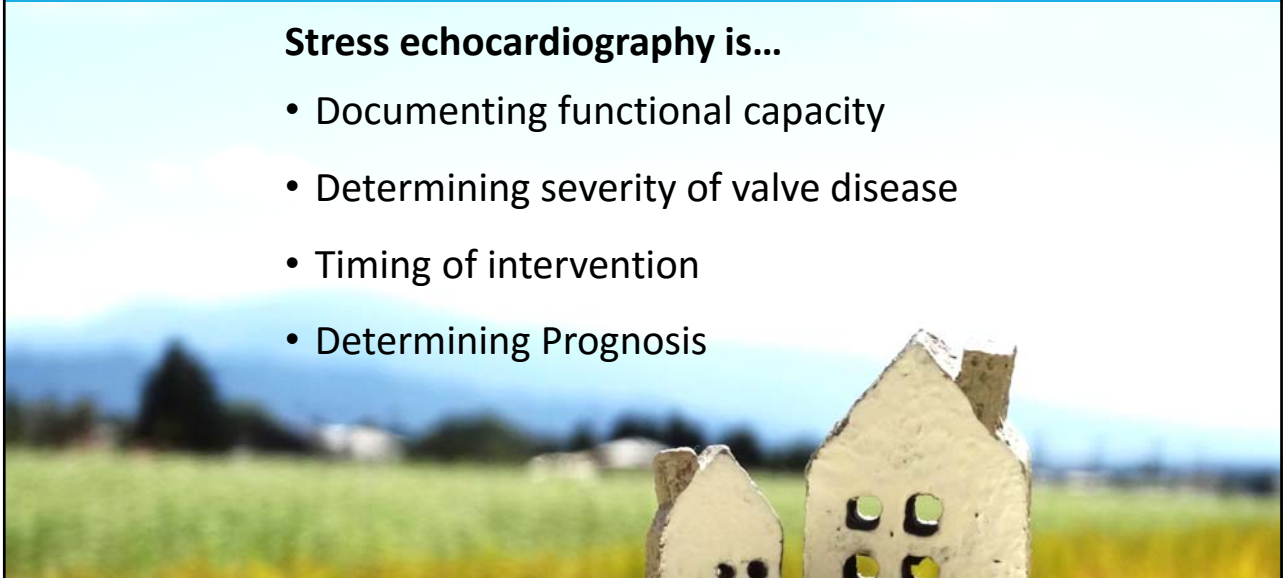 Stress echocardiography is…
• Documenting functional capacity
• Determining severity of valve disease
• Timing of intervention
• Determining Prognosis